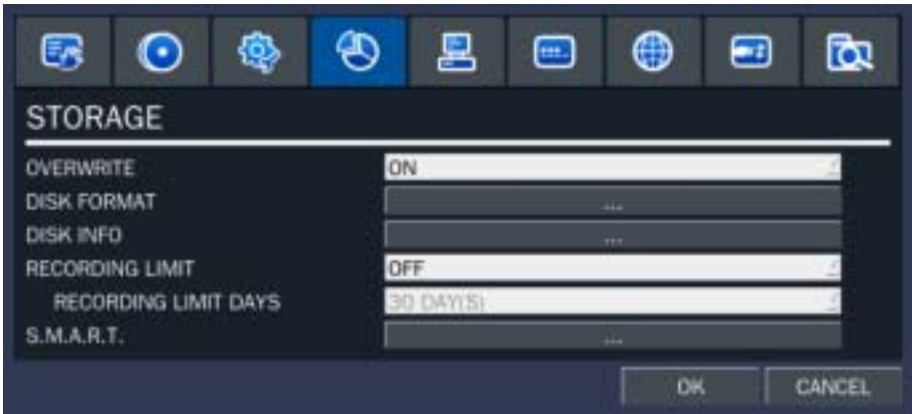 STORAGE
OVERWRITE ON
DISK FORMAT ...
DISK INFO ...
RECORDING LIMIT OFF
RECORDING LIMIT DAYS 30 DAY(S)
S.M.A.R.T. ...
OK CANCEL